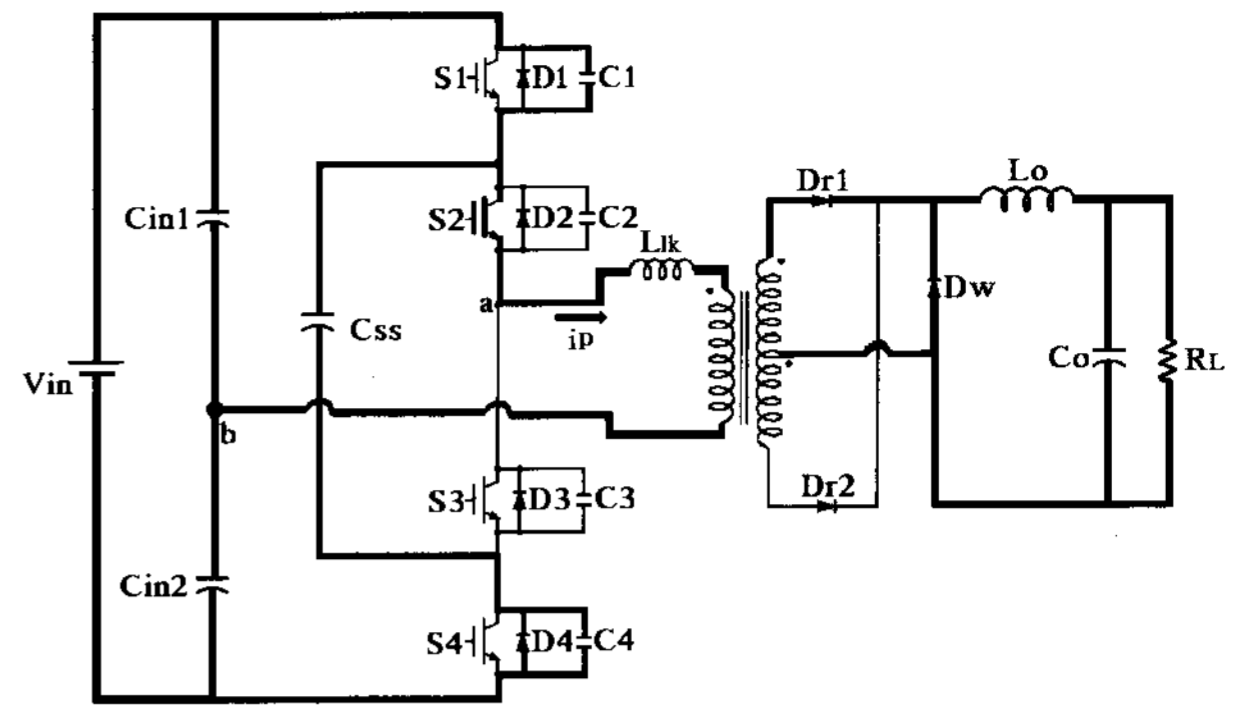 S1 D1 C1
Dr1 Lo
Cin1 S2 D2 C2
Llk
a Dw
Css ip
Vin Co RL
b
Dr2
S3 D3 C3
Cin2
S4 D4 C4